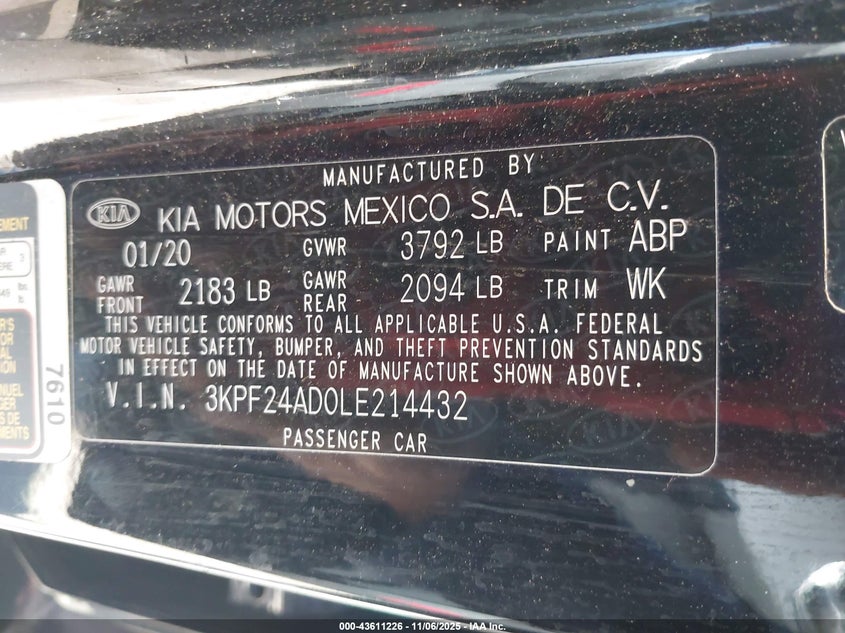 MANUFACTURED BY
KIA KIA MOTORS MEXICO S.A. DE C.V.
01/20 GVWR 3792 LB PAINT ABP
GAWR FRONT 2183 LB GAWR REAR 2094 LB TRIM WK
THIS VEHICLE CONFORMS TO ALL APPLICABLE U.S.A. FEDERAL
MOTOR VEHICLE SAFETY, BUMPER, AND THEFT PREVENTION STANDARDS
IN EFFECT ON THE DATE OF MANUFACTURE SHOWN ABOVE.
V.I.N. 3KPF24AD0LE214432
PASSENGER CAR
7610
000-43611226 - 11/06/2025 - IAA Inc.